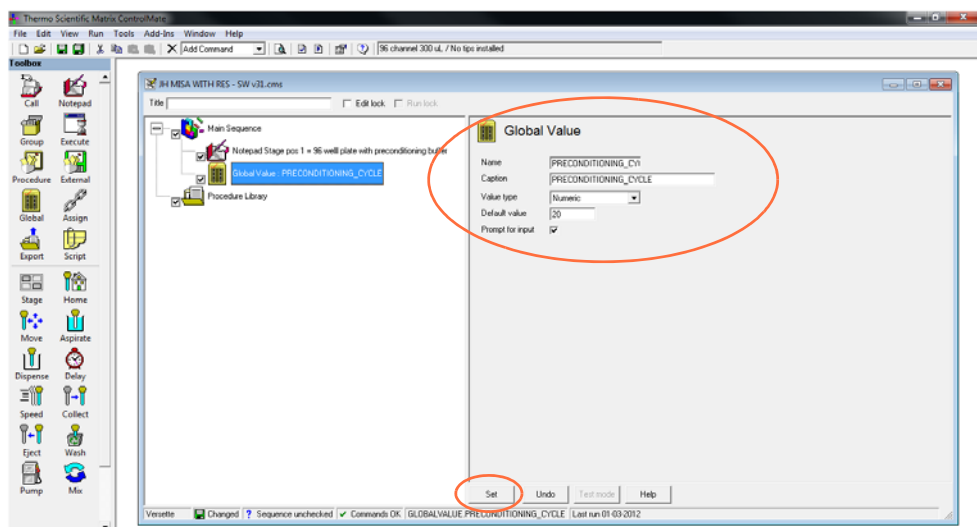 Thermo Scientific Matrix ControlMate
File Edit View Run Tools Add-Ins Window Help
Add Command 96 channel 300 uL / No tips installed
Toolbox
Call Notepad
Group Execute
Procedure External
Global Assign
Export Script
Stage Home
Move Aspirate
Dispense Delay
Speed Collect
Eject Wash
Pump Mix
JH MISA WITH RES - SW v31.cms
Title Edit lock Run lock
Main Sequence
Notepad Stage pos 1 = 96 well plate with preconditioning buffer
Global Value : PRECONDITIONING_CYCLE
Procedure Library
Global Value
Name PRECONDITIONING_CY
Caption PRECONDITIONING_CYCLE
Value type Numeric
Default value 20
Prompt for input
Set Undo Test mode Help
Versette Changed ? Sequence unchecked Commands OK GLOBALVALUE.PRECONDITIONING_CYCLE Last run 01-03-2012